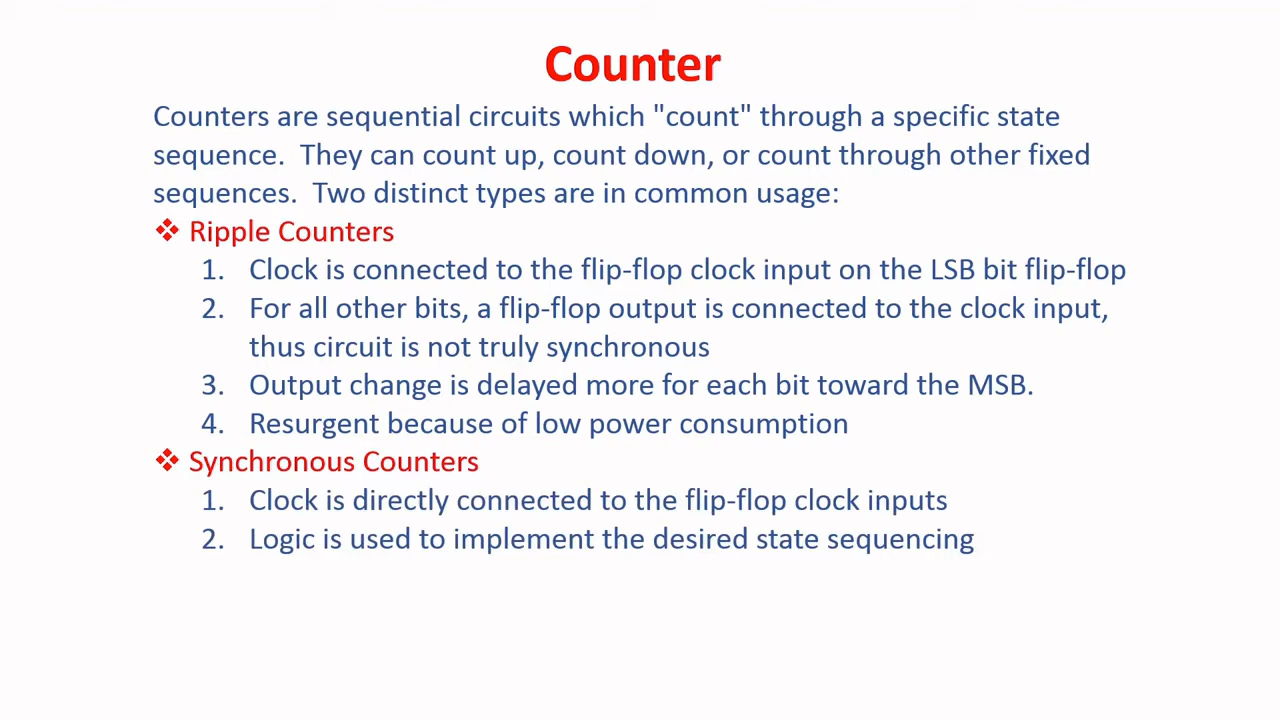 Counter
Counters are sequential circuits which "count" through a specific state
sequence.  They can count up, count down, or count through other fixed
sequences.  Two distinct types are in common usage:
❖ Ripple Counters
1. Clock is connected to the flip-flop clock input on the LSB bit flip-flop
2. For all other bits, a flip-flop output is connected to the clock input,
thus circuit is not truly synchronous
3. Output change is delayed more for each bit toward the MSB.
4. Resurgent because of low power consumption
❖ Synchronous Counters
1. Clock is directly connected to the flip-flop clock inputs
2. Logic is used to implement the desired state sequencing